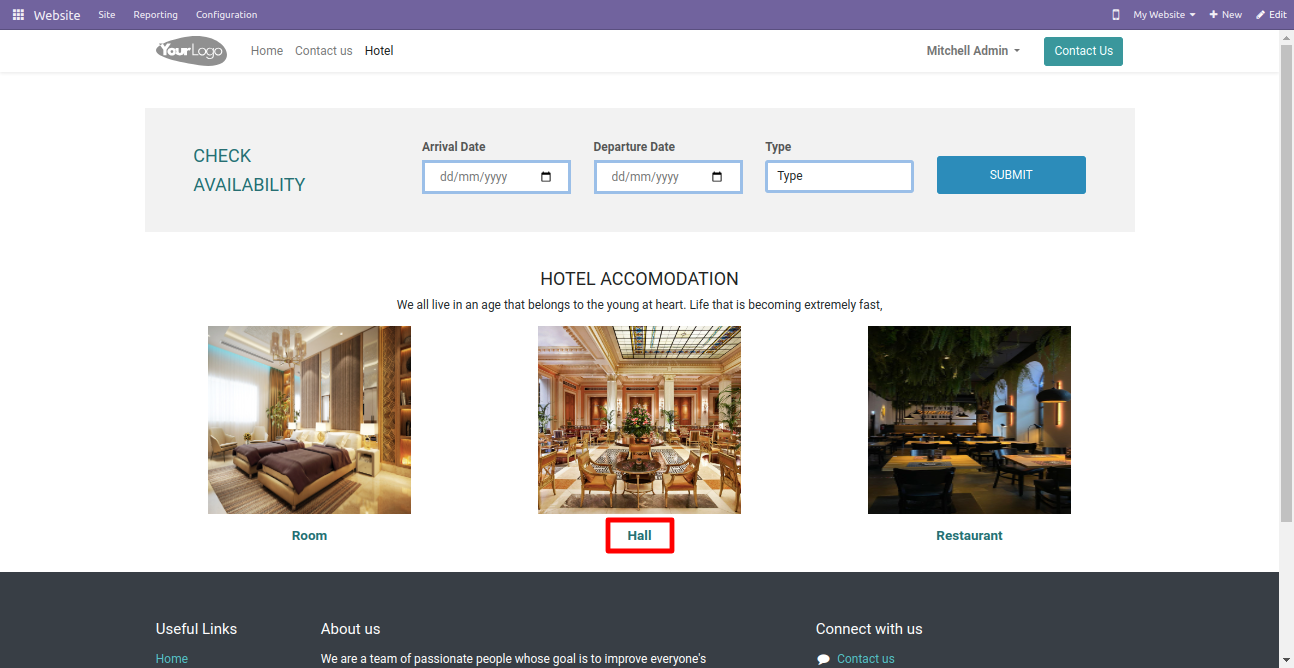 Website Site Reporting Configuration My Website New Edit
YourLogo Home Contact us Hotel Mitchell Admin Contact Us
CHECK
AVAILABILITY
Arrival Date Departure Date Type
dd/mm/yyyy dd/mm/yyyy Type SUBMIT
HOTEL ACCOMODATION
We all live in an age that belongs to the young at heart. Life that is becoming extremely fast,
Room Hall Restaurant
Useful Links About us Connect with us
Home We are a team of passionate people whose goal is to improve everyone's Contact us